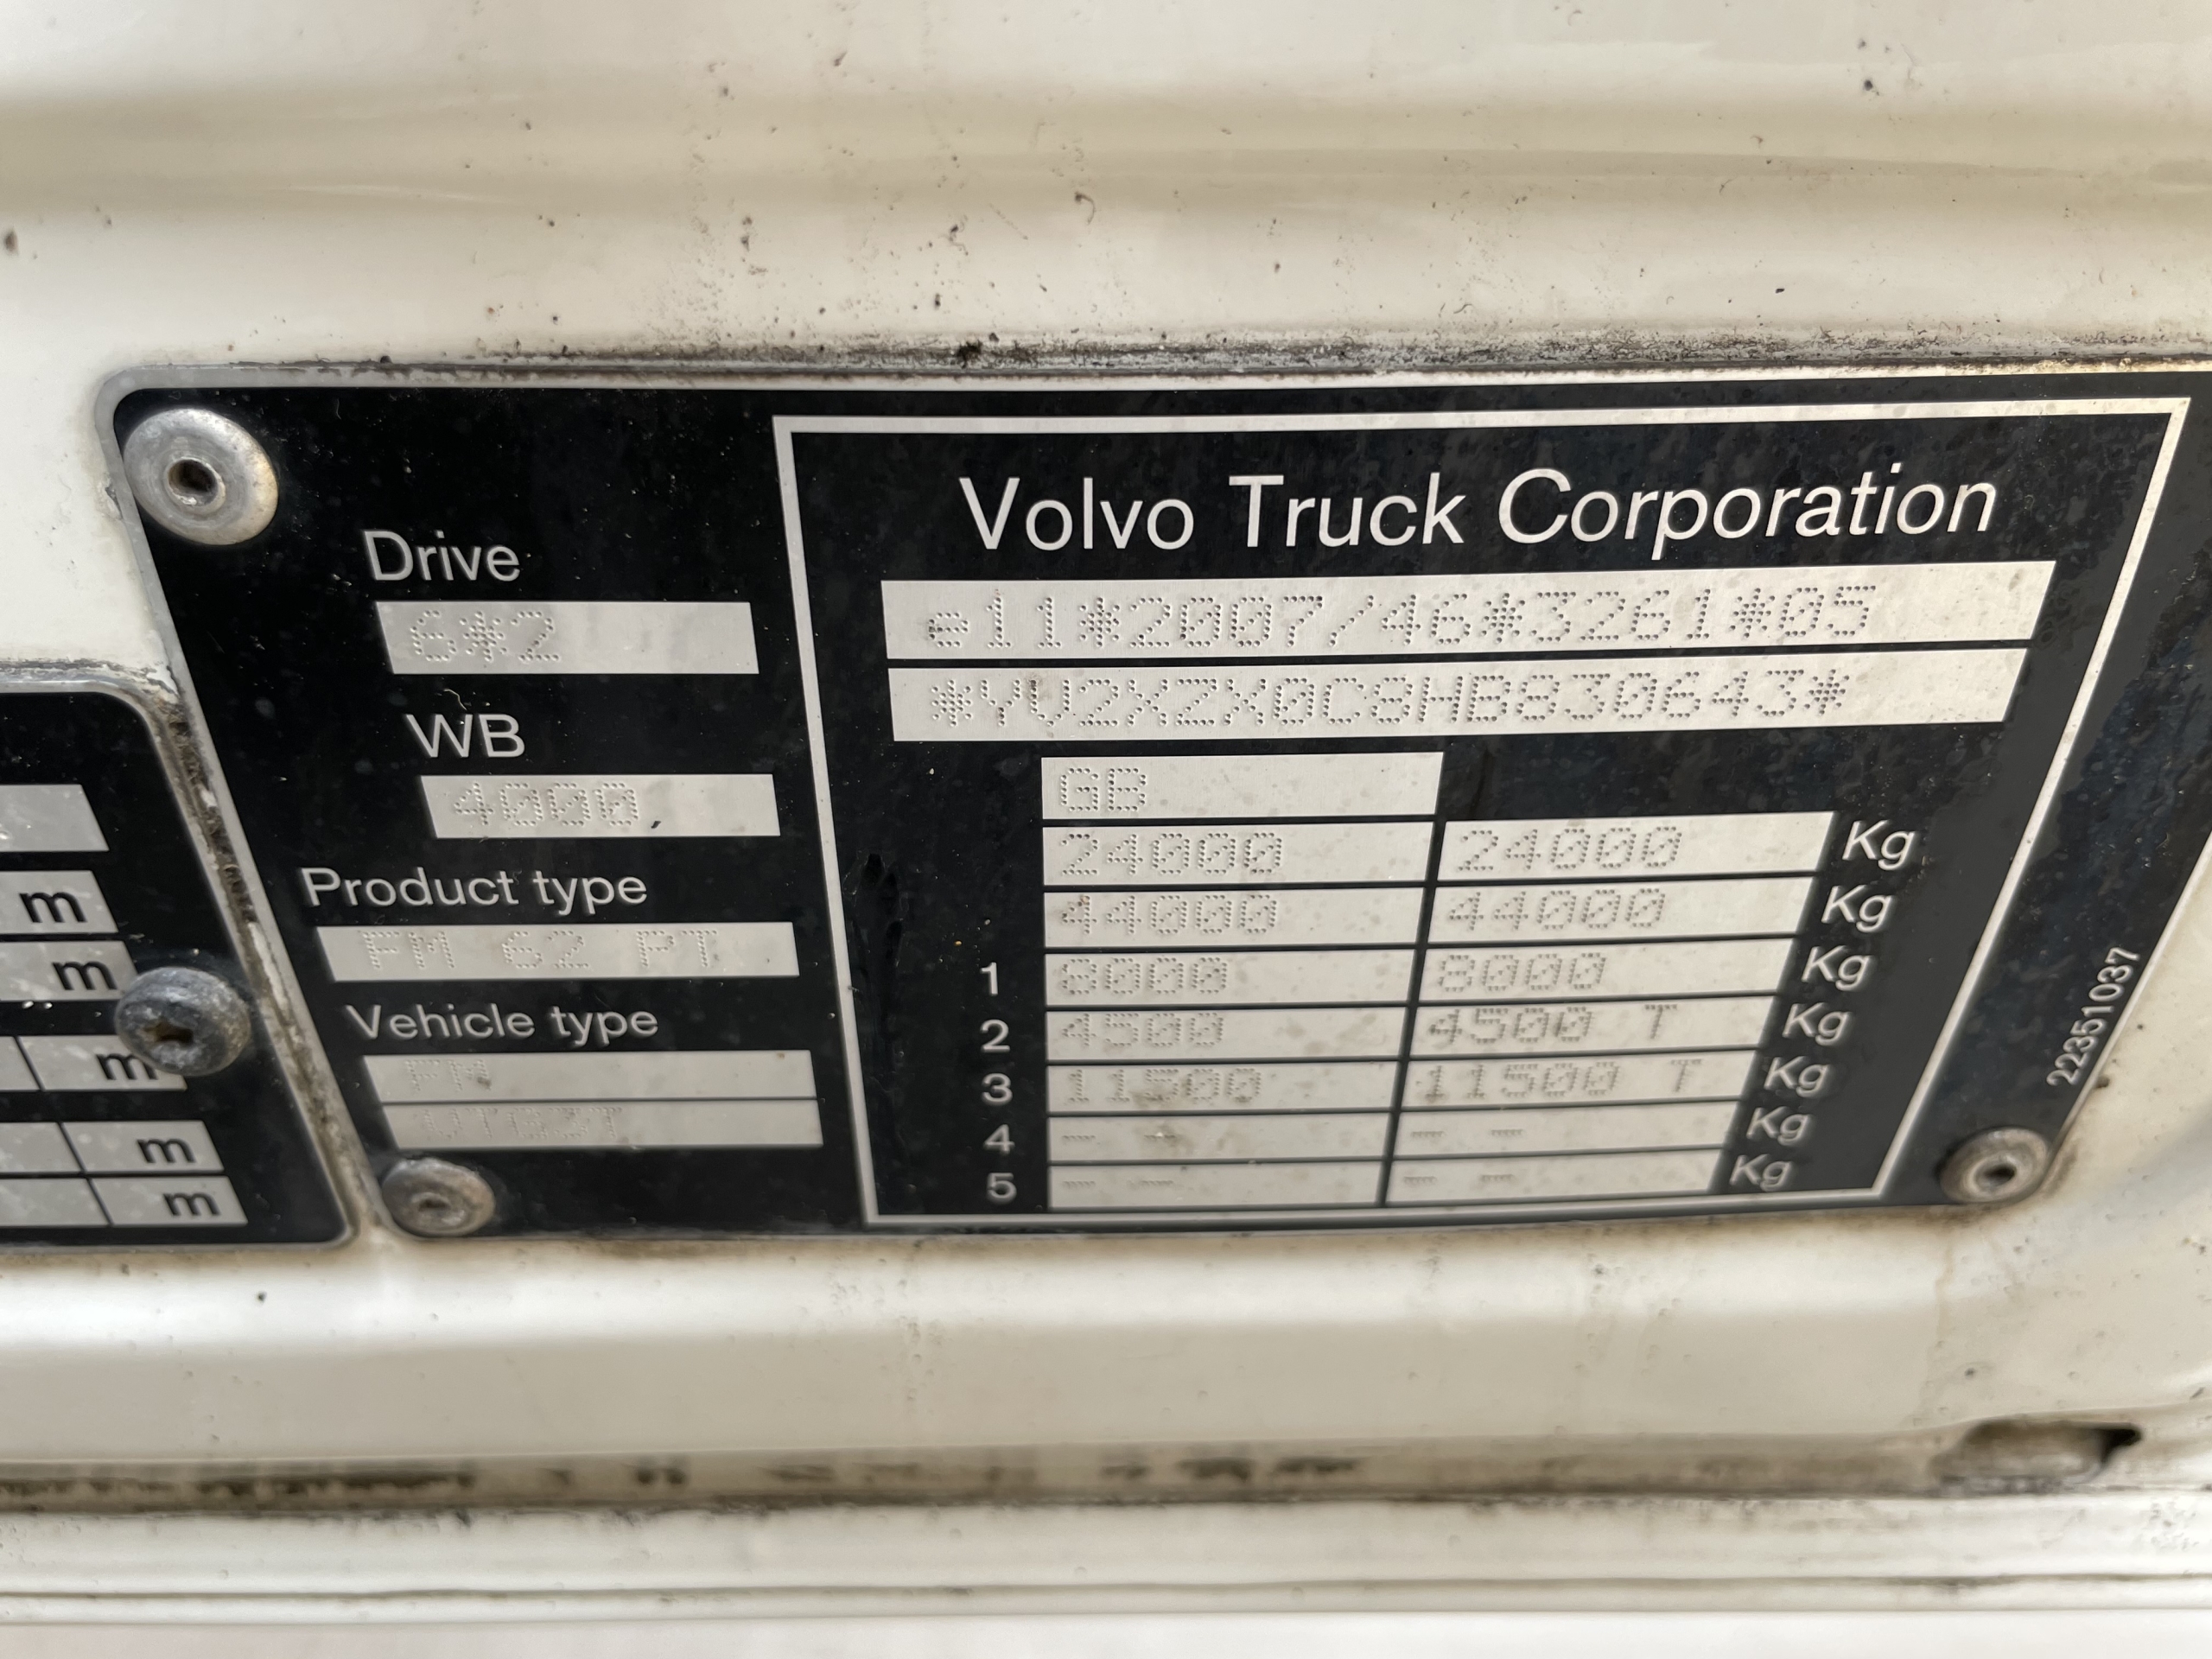 Volvo Truck Corporation
Drive
6*2
e11*2007/46*3261*05
*YV2XZX0C8HB830643*
WB
4000
GB
24000 24000 Kg
44000 44000 Kg
Product type
FM 62 PT
1 8000 8000 Kg
2 4500 4500 T Kg
3 11500 11500 T Kg
4 - - - - Kg
5 - - - - Kg
Vehicle type
FM
22351037
m
m
m
m
m